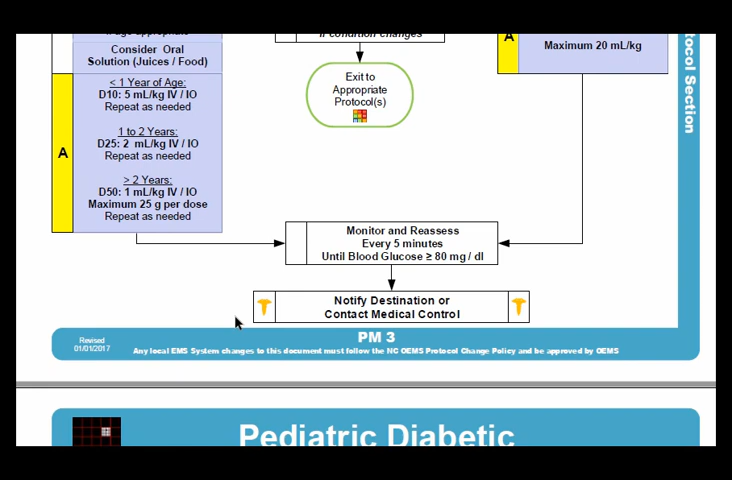 if age appropriate
Consider Oral
Solution (Juices / Food)
A
< 1 Year of Age:
D10: 5 mL/kg IV / IO
Repeat as needed
1 to 2 Years:
D25: 2 mL/kg IV / IO
Repeat as needed
> 2 Years:
D50: 1 mL/kg IV / IO
Maximum 25 g per dose
Repeat as needed
if condition changes
Exit to
Appropriate
Protocol(s)
A
Maximum 20 mL/kg
Monitor and Reassess
Every 5 minutes
Until Blood Glucose ≥ 80 mg / dl
Notify Destination or
Contact Medical Control
tocol Section
Revised
01/01/2017
PM 3
Any local EMS System changes to this document must follow the NC OEMS Protocol Change Policy and be approved by OEMS
Pediatric Diabetic